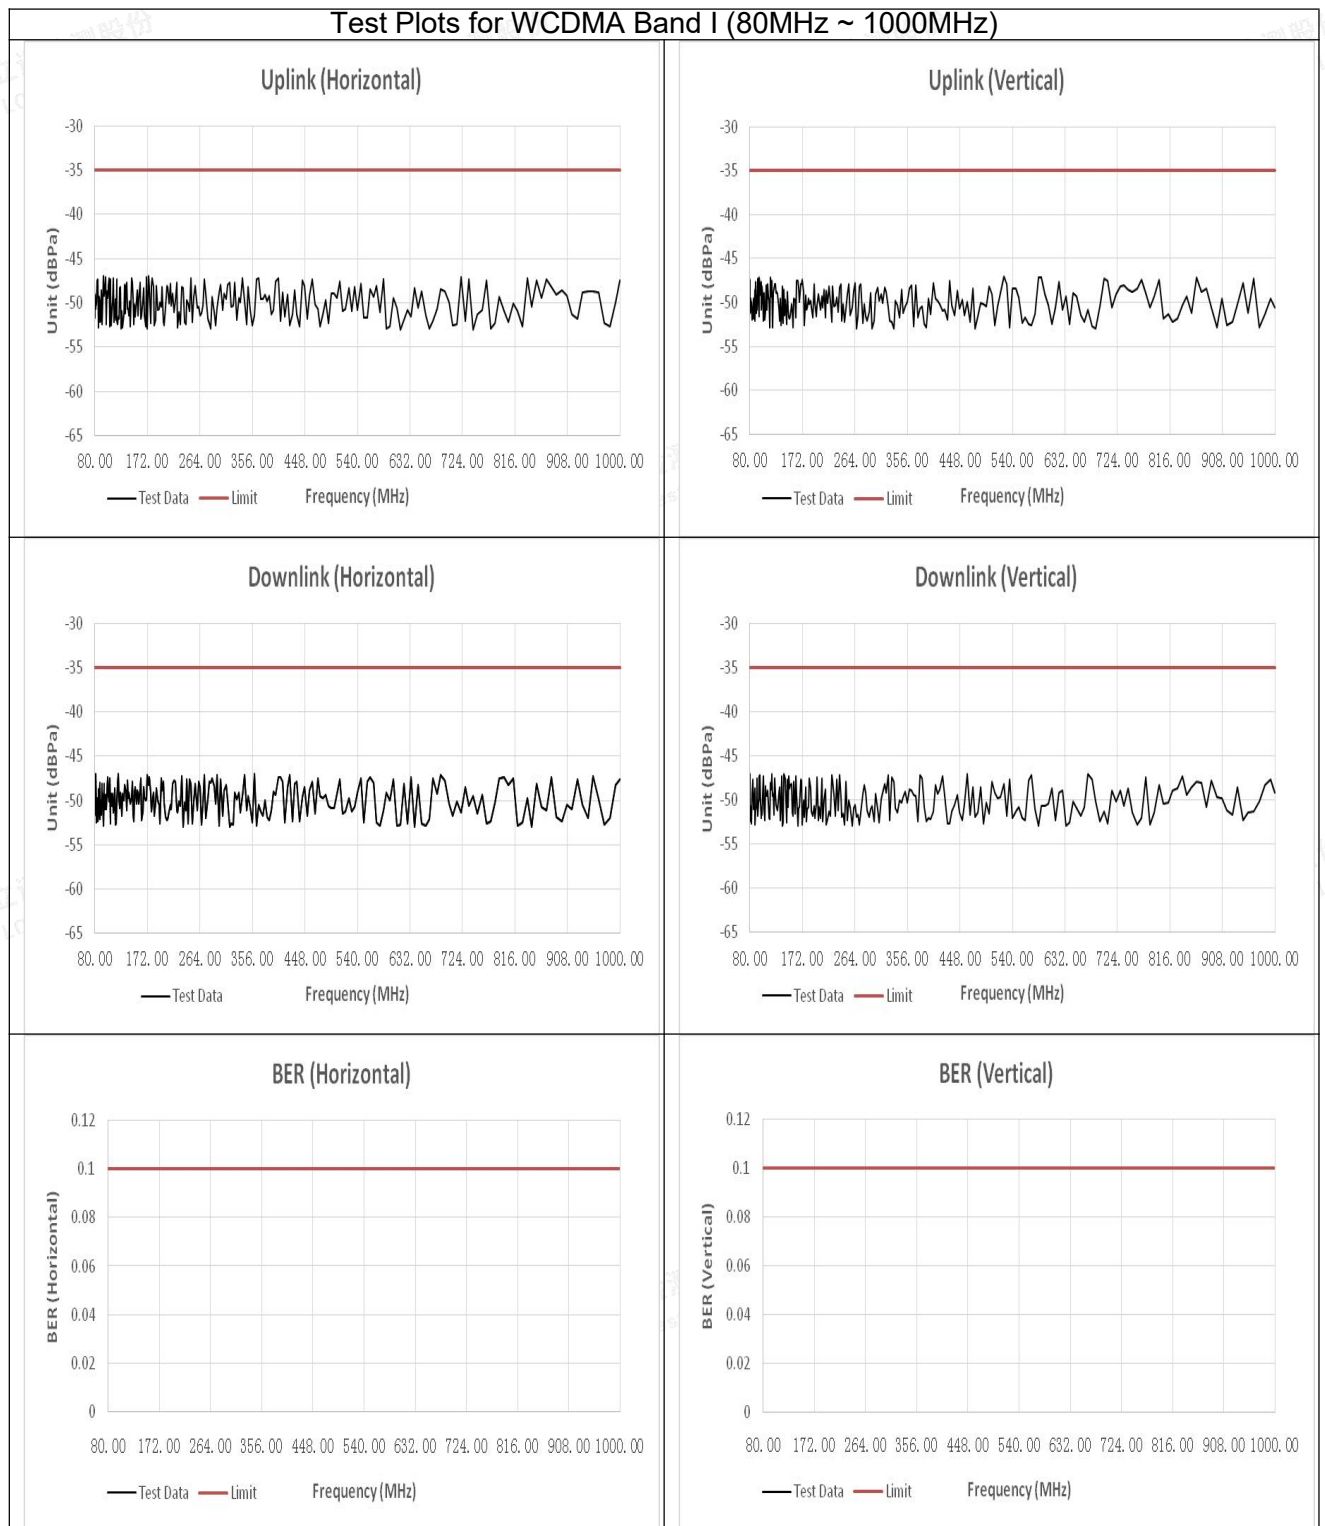 Test Plots for WCDMA Band I (80MHz ~ 1000MHz)
Uplink (Horizontal)
-30
-35
-40
-45
-50
-55
-60
-65
Unit (dBPa)
80.00 172.00 264.00 356.00 448.00 540.00 632.00 724.00 816.00 908.00 1000.00
Test Data Limit Frequency (MHz)
Uplink (Vertical)
-30
-35
-40
-45
-50
-55
-60
-65
Unit (dBPa)
80.00 172.00 264.00 356.00 448.00 540.00 632.00 724.00 816.00 908.00 1000.00
Test Data Limit Frequency (MHz)
Downlink (Horizontal)
-30
-35
-40
-45
-50
-55
-60
-65
Unit (dBPa)
80.00 172.00 264.00 356.00 448.00 540.00 632.00 724.00 816.00 908.00 1000.00
Test Data Frequency (MHz)
Downlink (Vertical)
-30
-35
-40
-45
-50
-55
-60
-65
Unit (dBPa)
80.00 172.00 264.00 356.00 448.00 540.00 632.00 724.00 816.00 908.00 1000.00
Test Data Limit Frequency (MHz)
BER (Horizontal)
0.12
0.1
0.08
0.06
0.04
0.02
0
BER (Horizontal)
80.00 172.00 264.00 356.00 448.00 540.00 632.00 724.00 816.00 908.00 1000.00
Test Data Limit Frequency (MHz)
BER (Vertical)
0.12
0.1
0.08
0.06
0.04
0.02
0
BER (Vertical)
80.00 172.00 264.00 356.00 448.00 540.00 632.00 724.00 816.00 908.00 1000.00
Test Data Limit Frequency (MHz)